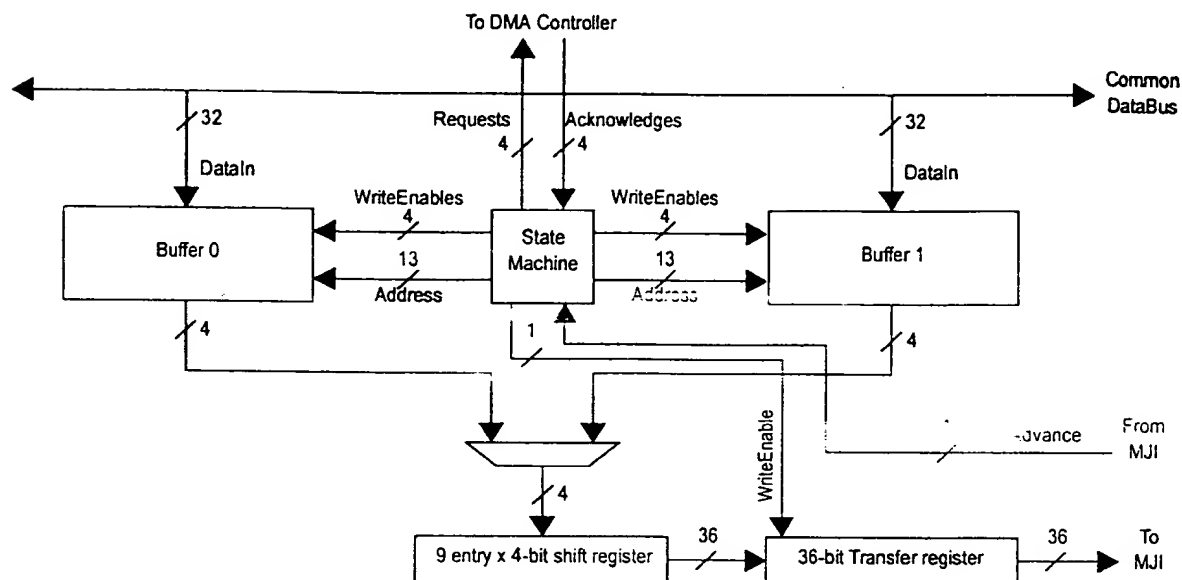 To DMA Controller
Common
DataBus
32
Requests
Acknowledges
32
4
4
DataIn
DataIn
WriteEnables
WriteEnables
4
4
State
Machine
Buffer 0
Buffer 1
13
13
Address
Address
1
4
4
From
MJI
WriteEnable
4
36
36
To
MJI
9 entry x 4-bit shift register
36-bit Transfer register